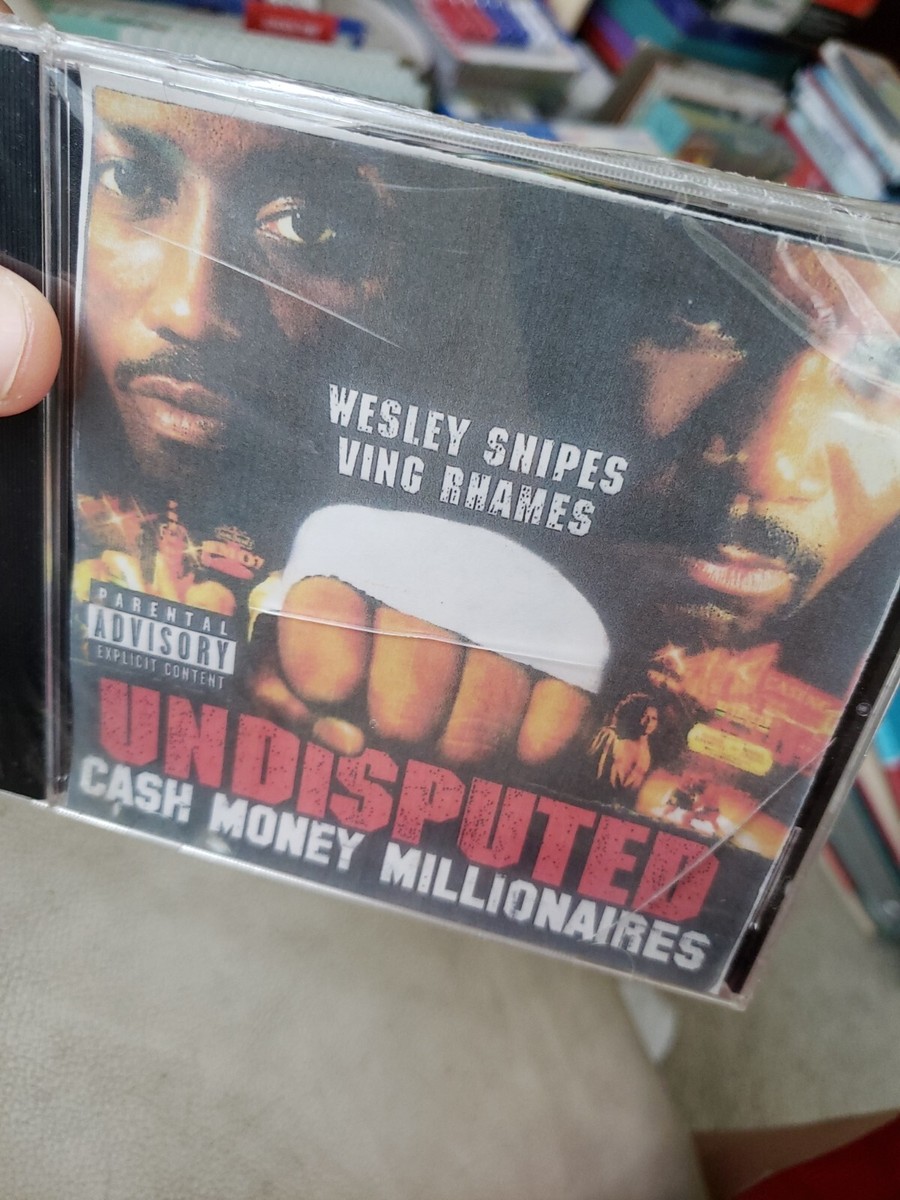 WESLEY SNIPES
VING RHAMES
PARENTAL
ADVISORY
EXPLICIT CONTENT
UNDISPUTED
CASH MONEY MILLIONAIRES